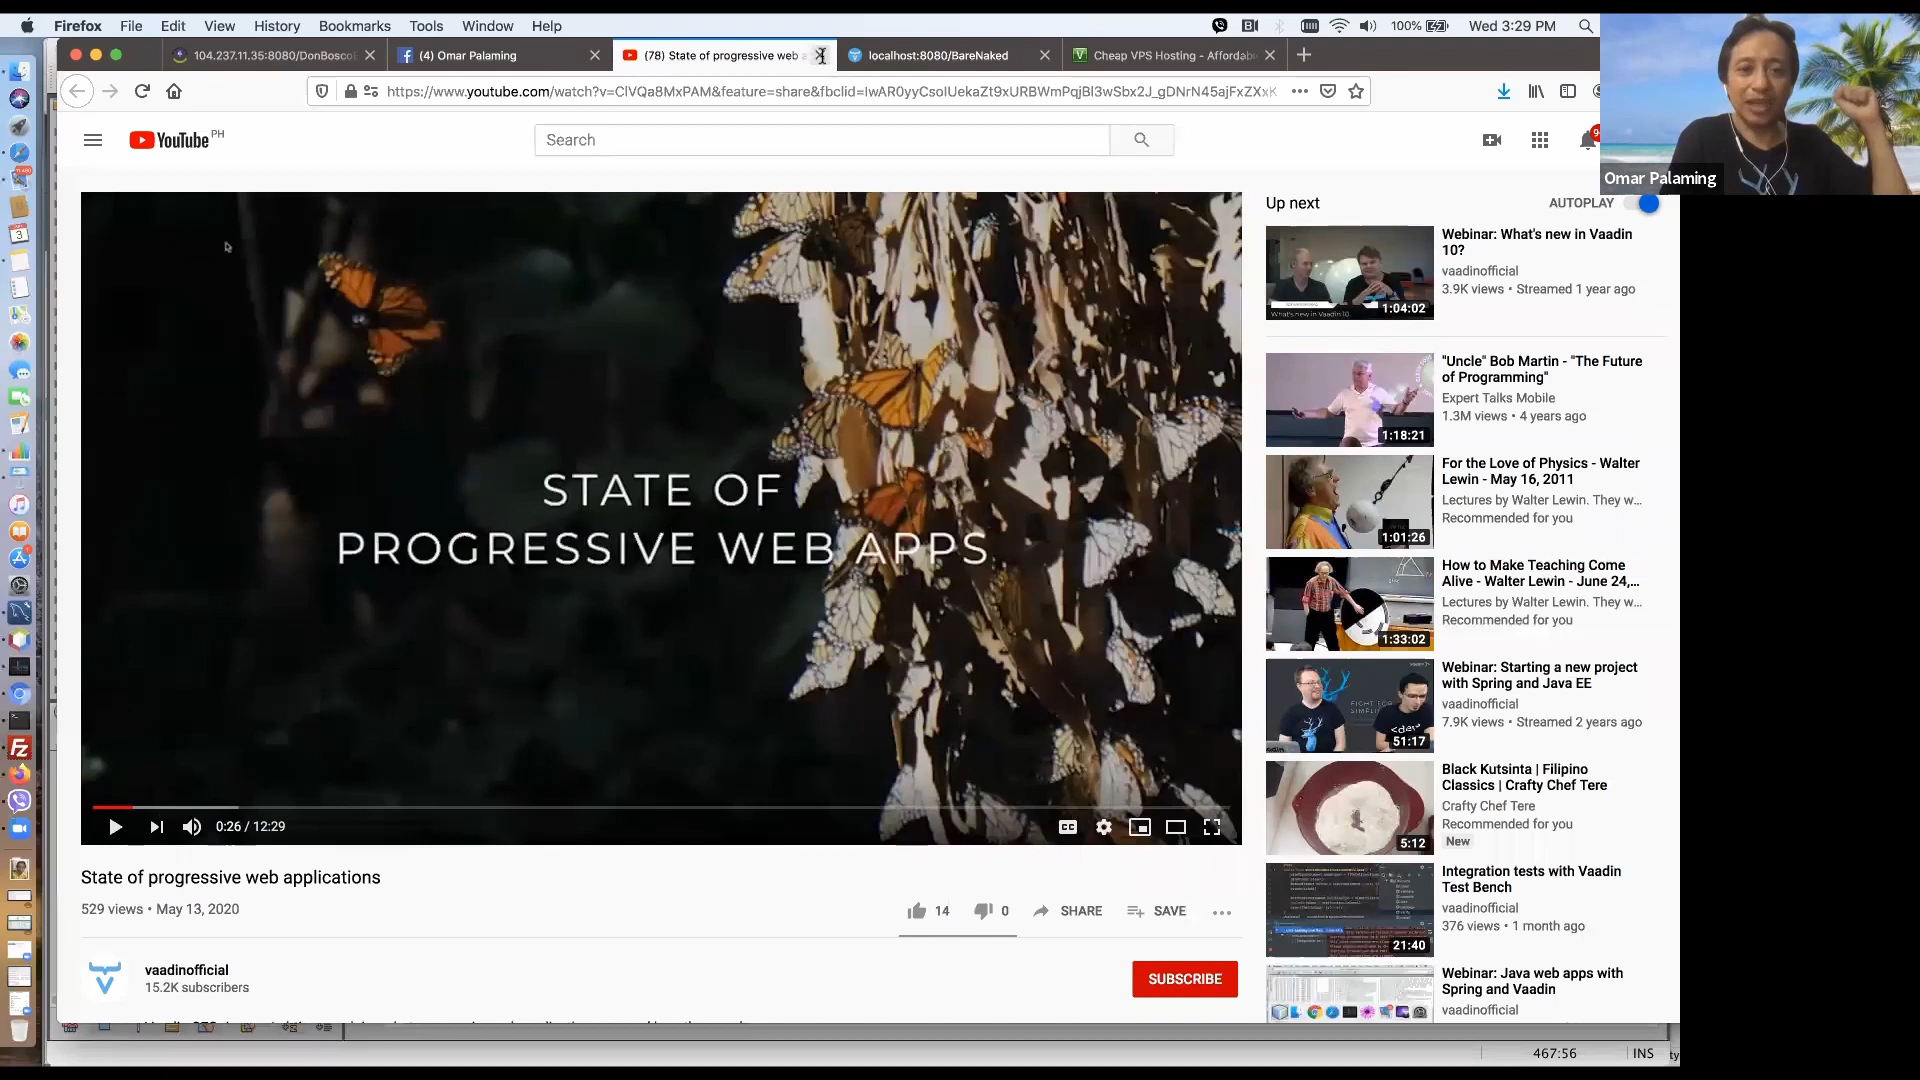 Firefox File Edit View History Bookmarks Tools Window Help
100% Wed 3:29 PM
104.237.11.35:8080/DonBosco
(4) Omar Palaming
(78) State of progressive web a
localhost:8080/BareNaked
Cheap VPS Hosting - Affordabl
https://www.youtube.com/watch?v=ClVQa8MxPAM&feature=share&fbclid=
YouTube PH
Search
Omar Palaming
STATE OF
PROGRESSIVE WEB APPS
0:26 / 12:29
CC
State of progressive web applications
529 views • May 13, 2020
14
0
SHARE
SAVE
vaadinofficial
15.2K subscribers
SUBSCRIBE
Up next
AUTOPLAY
What's new in Vaadin 10
1:04:02
Webinar: What's new in Vaadin
10?
vaadinofficial
3.9K views • Streamed 1 year ago
1:18:21
"Uncle" Bob Martin - "The Future
of Programming"
Expert Talks Mobile
1.3M views • 4 years ago
1:01:26
For the Love of Physics - Walter
Lewin - May 16, 2011
Lectures by Walter Lewin. They w...
Recommended for you
1:33:02
How to Make Teaching Come
Alive - Walter Lewin - June 24,...
Lectures by Walter Lewin. They w...
Recommended for you
51:17
Webinar: Starting a new project
with Spring and Java EE
vaadinofficial
7.9K views • Streamed 2 years ago
5:12
Black Kutsinta | Filipino
Classics | Crafty Chef Tere
Crafty Chef Tere
Recommended for you
New
21:40
Integration tests with Vaadin
Test Bench
vaadinofficial
376 views • 1 month ago
Webinar: Java web apps with
Spring and Vaadin
vaadinofficial
467:56
INS